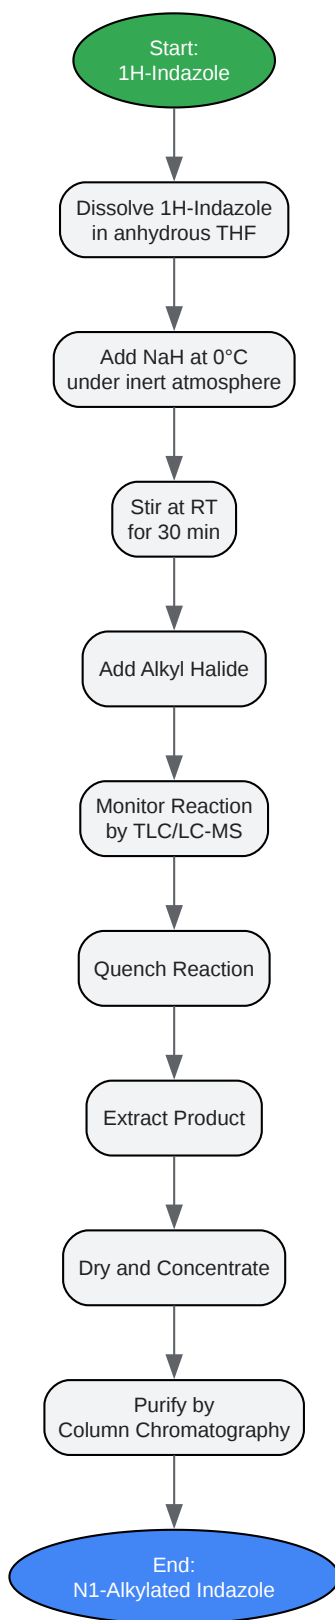 Start:
1H-Indazole
Dissolve 1H-Indazole
in anhydrous THF
Add NaH at 0°C
under inert atmosphere
Stir at RT
for 30 min
Add Alkyl Halide
Monitor Reaction
by TLC/LC-MS
Quench Reaction
Extract Product
Dry and Concentrate
Purify by
Column Chromatography
End:
N1-Alkylated Indazole